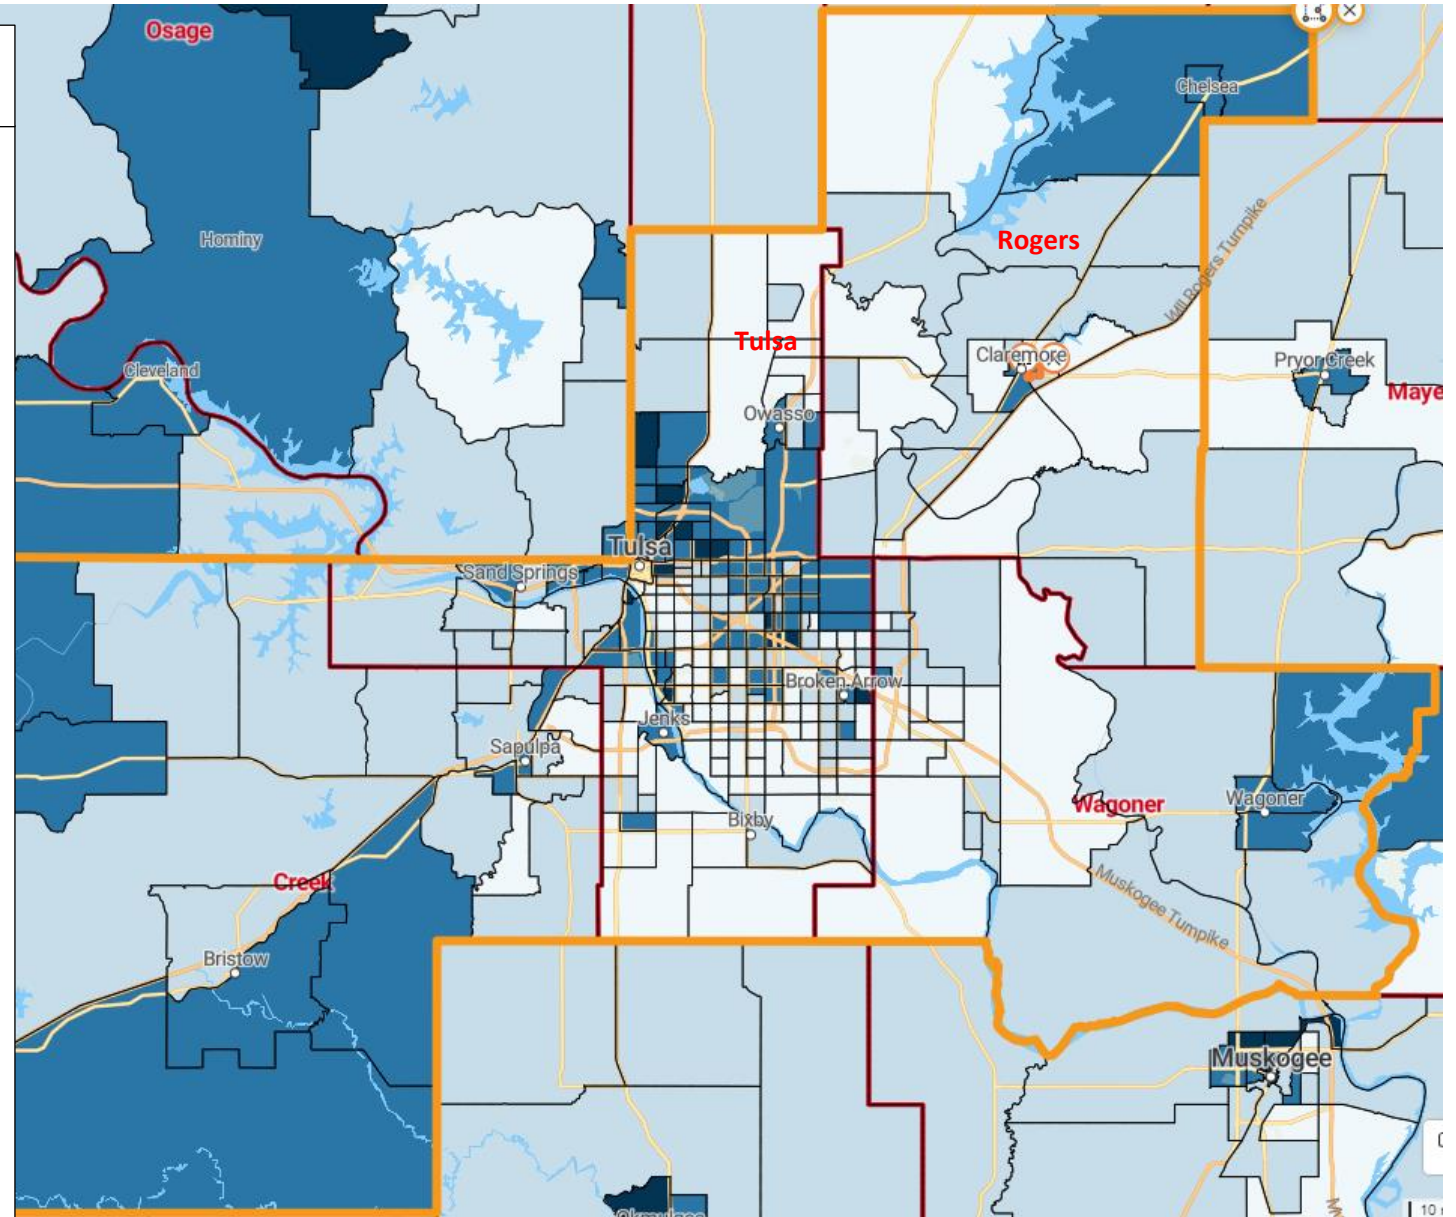 Osage
Chelsea
Hominy
Rogers
Will Rogers Turnpike
Tulsa
Claremore
Pryor Creek
Cleveland
Maye
Owasso
Tulsa
Sand Springs
Broken Arrow
Jenks
Sapulpa
Wagoner
Wagoner
Bixby
Creek
Muskogee Turnpike
Bristow
Muskogee
10